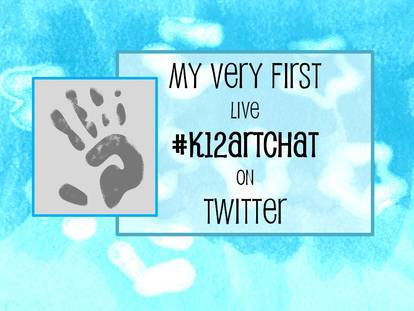 My Very First
Live
#K12ArtChat
on
Twitter